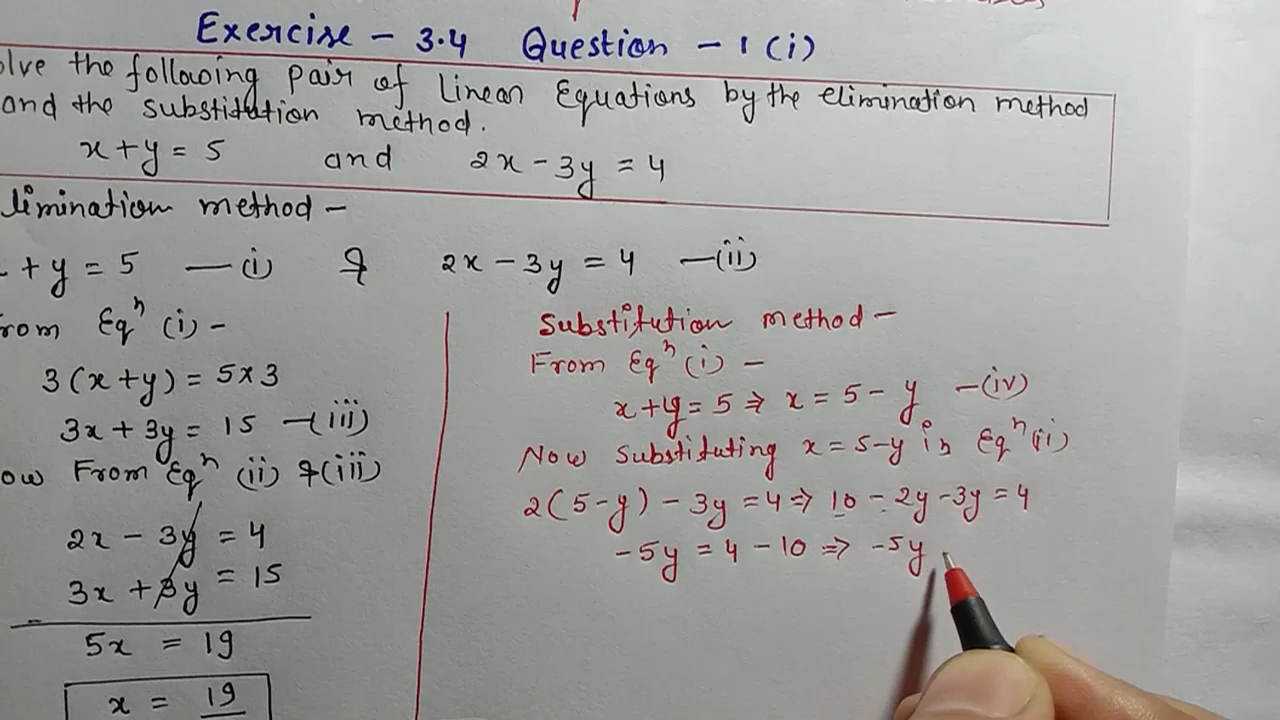 Exercise - 3.4 Question - 1 (i)
olve the following pair of linear Equations by the elimination method
and the substitution method.
x + y = 5 and 2x - 3y = 4
limination method -
+ y = 5 —(i) & 2x - 3y = 4 —(ii)
rom Eqⁿ (i) -
3(x + y) = 5 × 3
3x + 3y = 15 —(iii)
ow From Eqⁿ (ii) & (iii)
2x - 3y = 4
3x + 3y = 15
5x = 19
x = 19
Substitution method -
From Eqⁿ (i) -
x + y = 5 ⇒ x = 5 - y —(iv)
Now Substituting x = 5-y in Eqⁿ (ii)
2(5-y) - 3y = 4 ⇒ 10 - 2y - 3y = 4
-5y = 4 - 10 ⇒ -5y